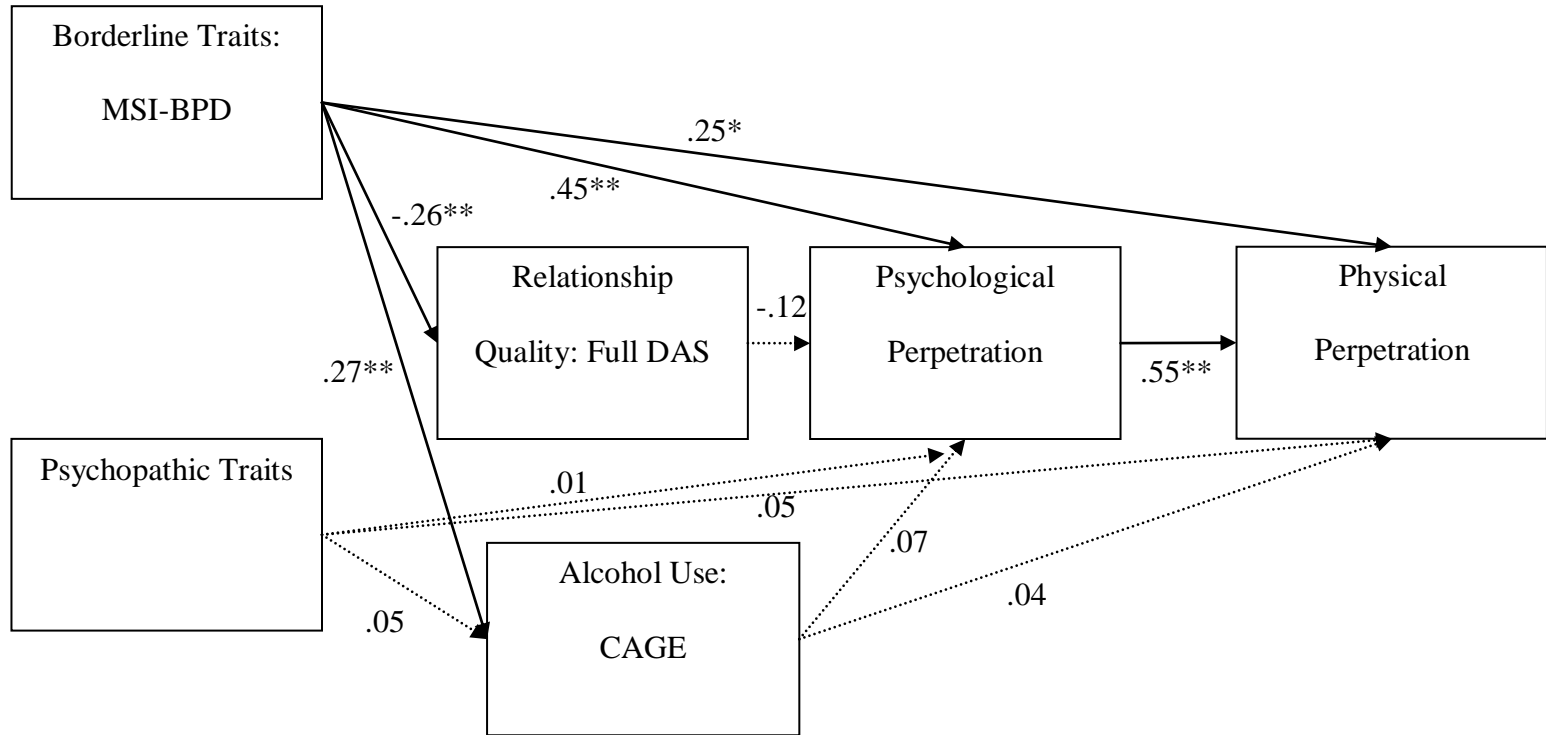 Borderline Traits:
MSI-BPD
.25*
.45**
-.26**
Relationship
Quality: Full DAS
-.12
Psychological
Perpetration
Physical
Perpetration
.27**
.55**
Psychopathic Traits
.01
.05
.07
Alcohol Use:
CAGE
.05
.04